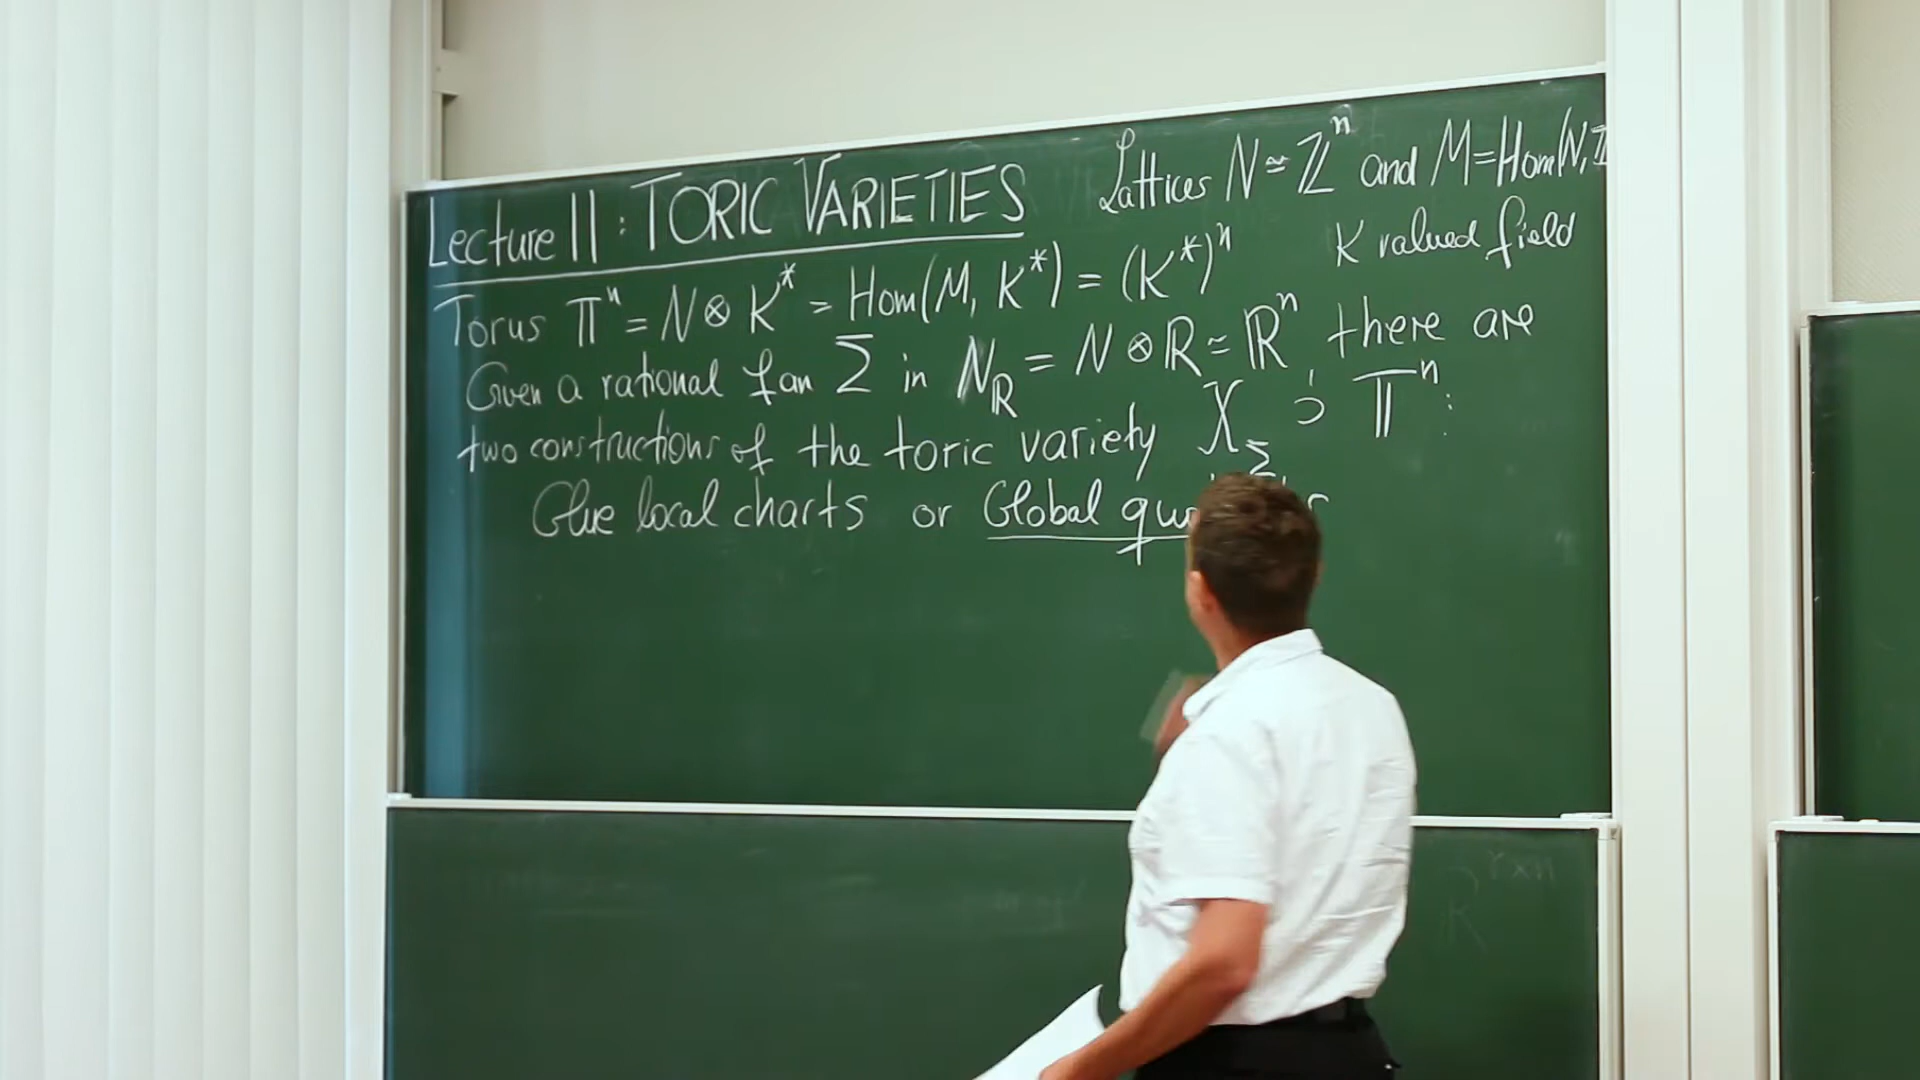 Lecture 11: TORIC VARIETIES
Lattices N ≃ ℤⁿ and M=Hom(N,ℤ
K valued field
Torus 𝕋ⁿ = N ⊗ K* = Hom(M, K*) = (K*)ⁿ
Given a rational fan Σ in N_ℝ = N ⊗ ℝ ≃ ℝⁿ, there are
two constructions of the toric variety X_Σ ⊃ 𝕋ⁿ:
Glue local charts or Global